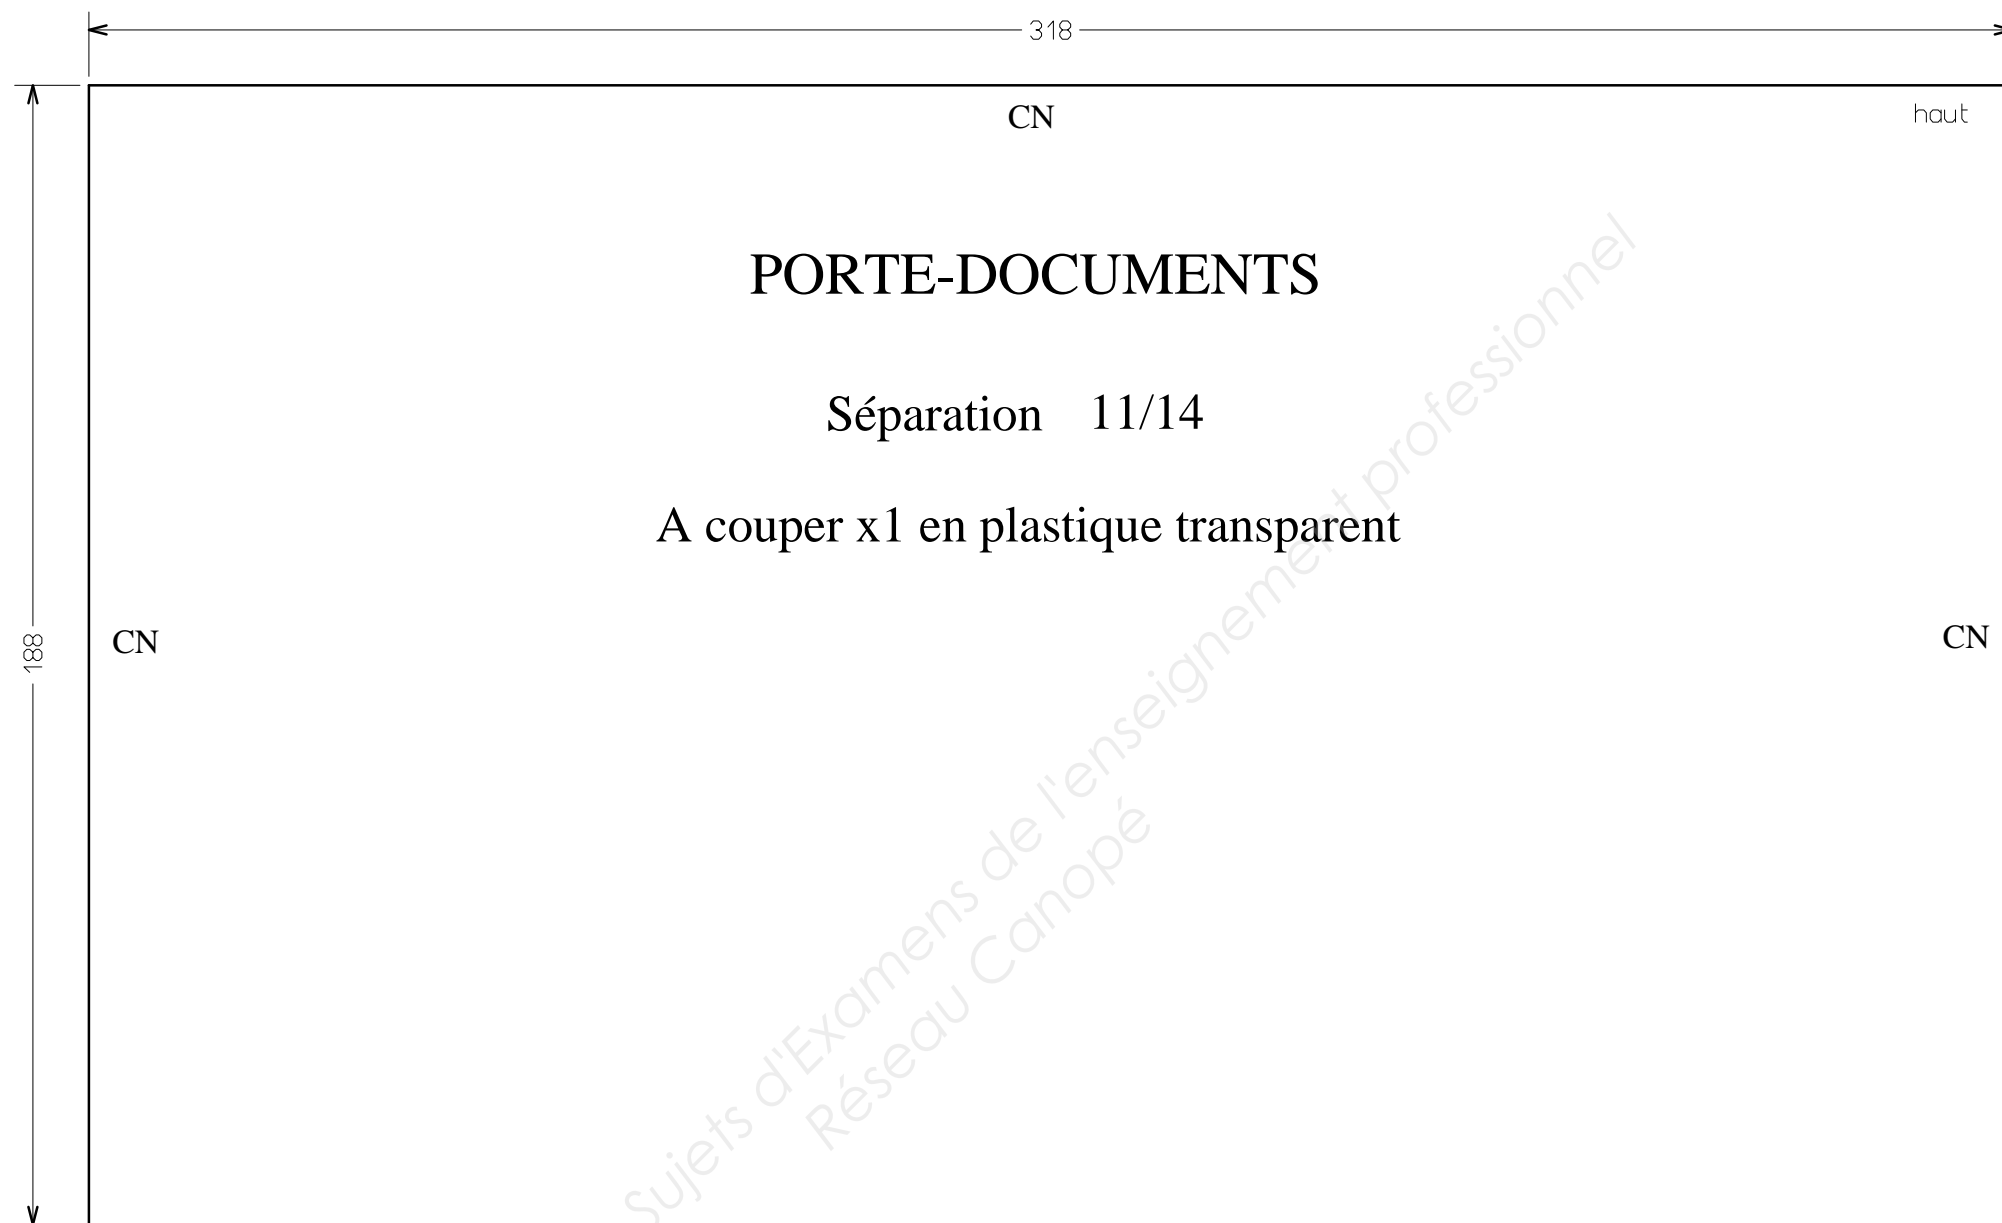 318
CN
haut
PORTE-DOCUMENTS
Séparation 11/14
A couper x1 en plastique transparent
188
CN
CN
Sujets d'Examens de l'enseignement professionnel
Réseau Canopé